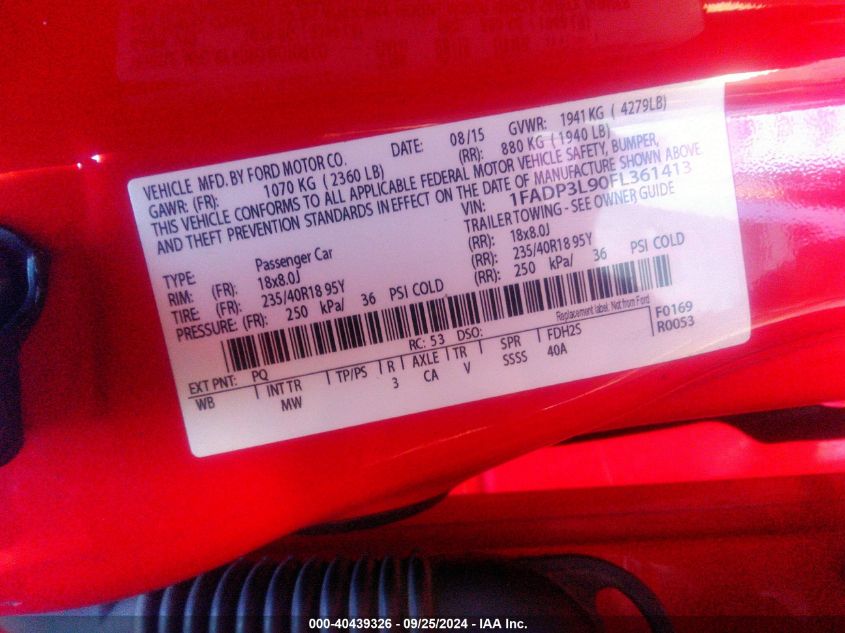 VEHICLE MFD. BY FORD MOTOR CO. DATE: 08/15 GVWR: 1941 KG ( 4279LB)
GAWR: (FR): 1070 KG ( 2360 LB) (RR): 880 KG ( 1940 LB)
THIS VEHICLE CONFORMS TO ALL APPLICABLE FEDERAL MOTOR VEHICLE SAFETY, BUMPER,
AND THEFT PREVENTION STANDARDS IN EFFECT ON THE DATE OF MANUFACTURE SHOWN ABOVE
VIN: 1FADP3L90FL361413
TYPE: Passenger Car TRAILER TOWING - SEE OWNER GUIDE
RIM: (FR): 18x8.0J (RR): 18x8.0J
TIRE: (FR): 235/40R18 95Y (RR): 235/40R18 95Y
PRESSURE: (FR): 250 kPa/ 36 PSI COLD (RR): 250 kPa/ 36 PSI COLD
Replacement label. Not from Ford
EXT PNT: PQ RC: 53 DSO: FDH2S F0169
WB INT TR TP/PS R AXLE TR SPR R0053
MW 3 CA V SSSS 40A
000-40439326 - 09/25/2024 - IAA Inc.